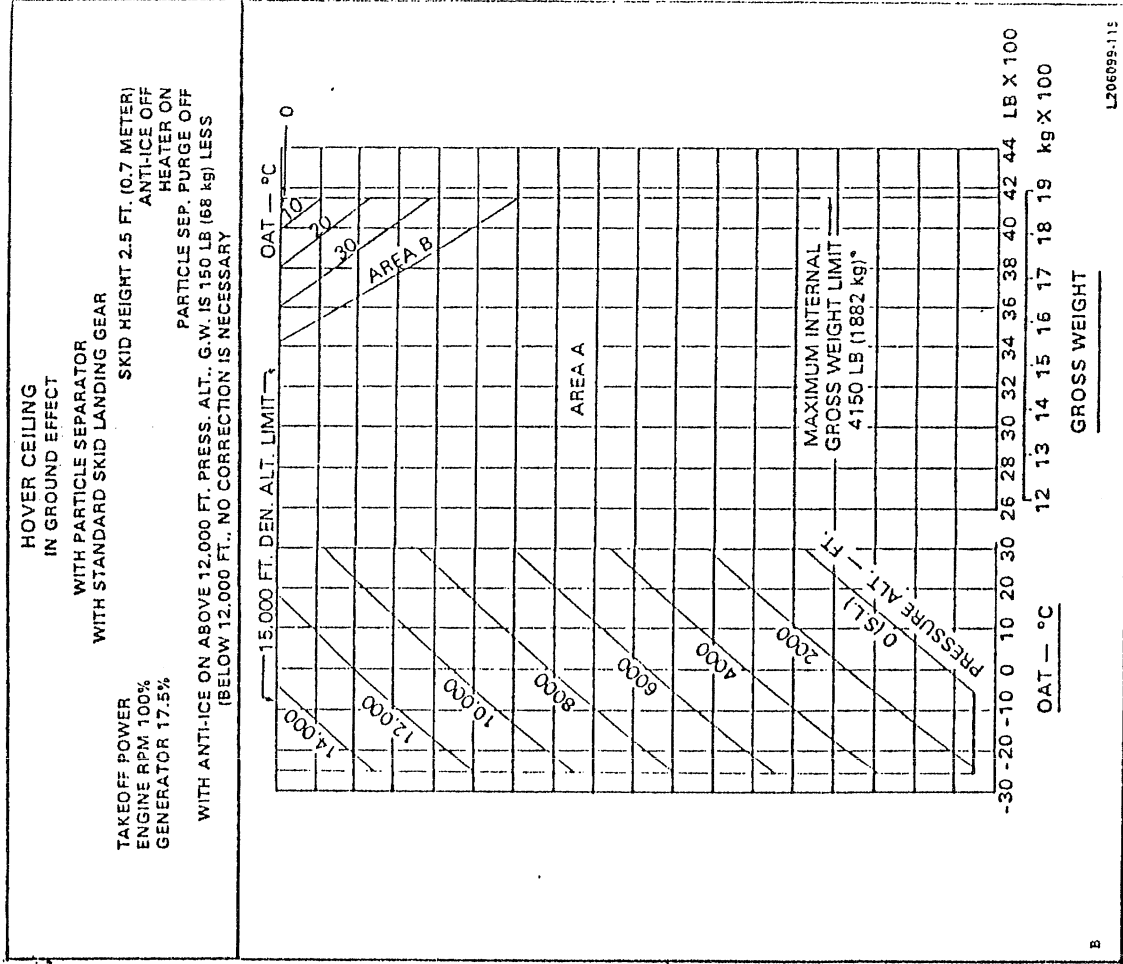 HOVER CEILING
IN GROUND EFFECT
WITH PARTICLE SEPARATOR
WITH STANDARD SKID LANDING GEAR
TAKEOFF POWER
ENGINE RPM 100%
GENERATOR 17.5%
SKID HEIGHT 2.5 FT. (0.7 METER)
ANTI-ICE OFF
HEATER ON
PARTICLE SEP. PURGE OFF
WITH ANTI-ICE ON ABOVE 12.000 FT. PRESS. ALT., G.W. IS 150 LB (68 kg) LESS
(BELOW 12.000 FT., NO CORRECTION IS NECESSARY
15.000 FT. DEN. ALT. LIMIT
OAT — °C
0
10
20
30
AREA B
AREA A
14.000
12.000
10.000
8000
6000
4000
2000
0 (S.L.)
PRESSURE ALT. — FT.
MAXIMUM INTERNAL
GROSS WEIGHT LIMIT
4150 LB (1882 kg)*
-30 -20 -10 0 10 20 30
OAT — °C
26 28 30 32 34 36 38 40 42 44 LB X 100
12 13 14 15 16 17 18 19 kg X 100
GROSS WEIGHT
B
L206099-115